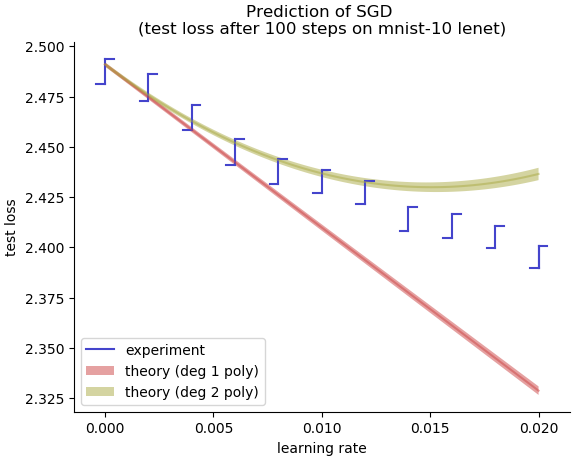 Prediction of SGD
(test loss after 100 steps on mnist-10 lenet)
2.500
2.475
2.450
2.425
2.400
2.375
2.350
2.325
test loss
experiment
theory (deg 1 poly)
theory (deg 2 poly)
0.000 0.005 0.010 0.015 0.020
learning rate